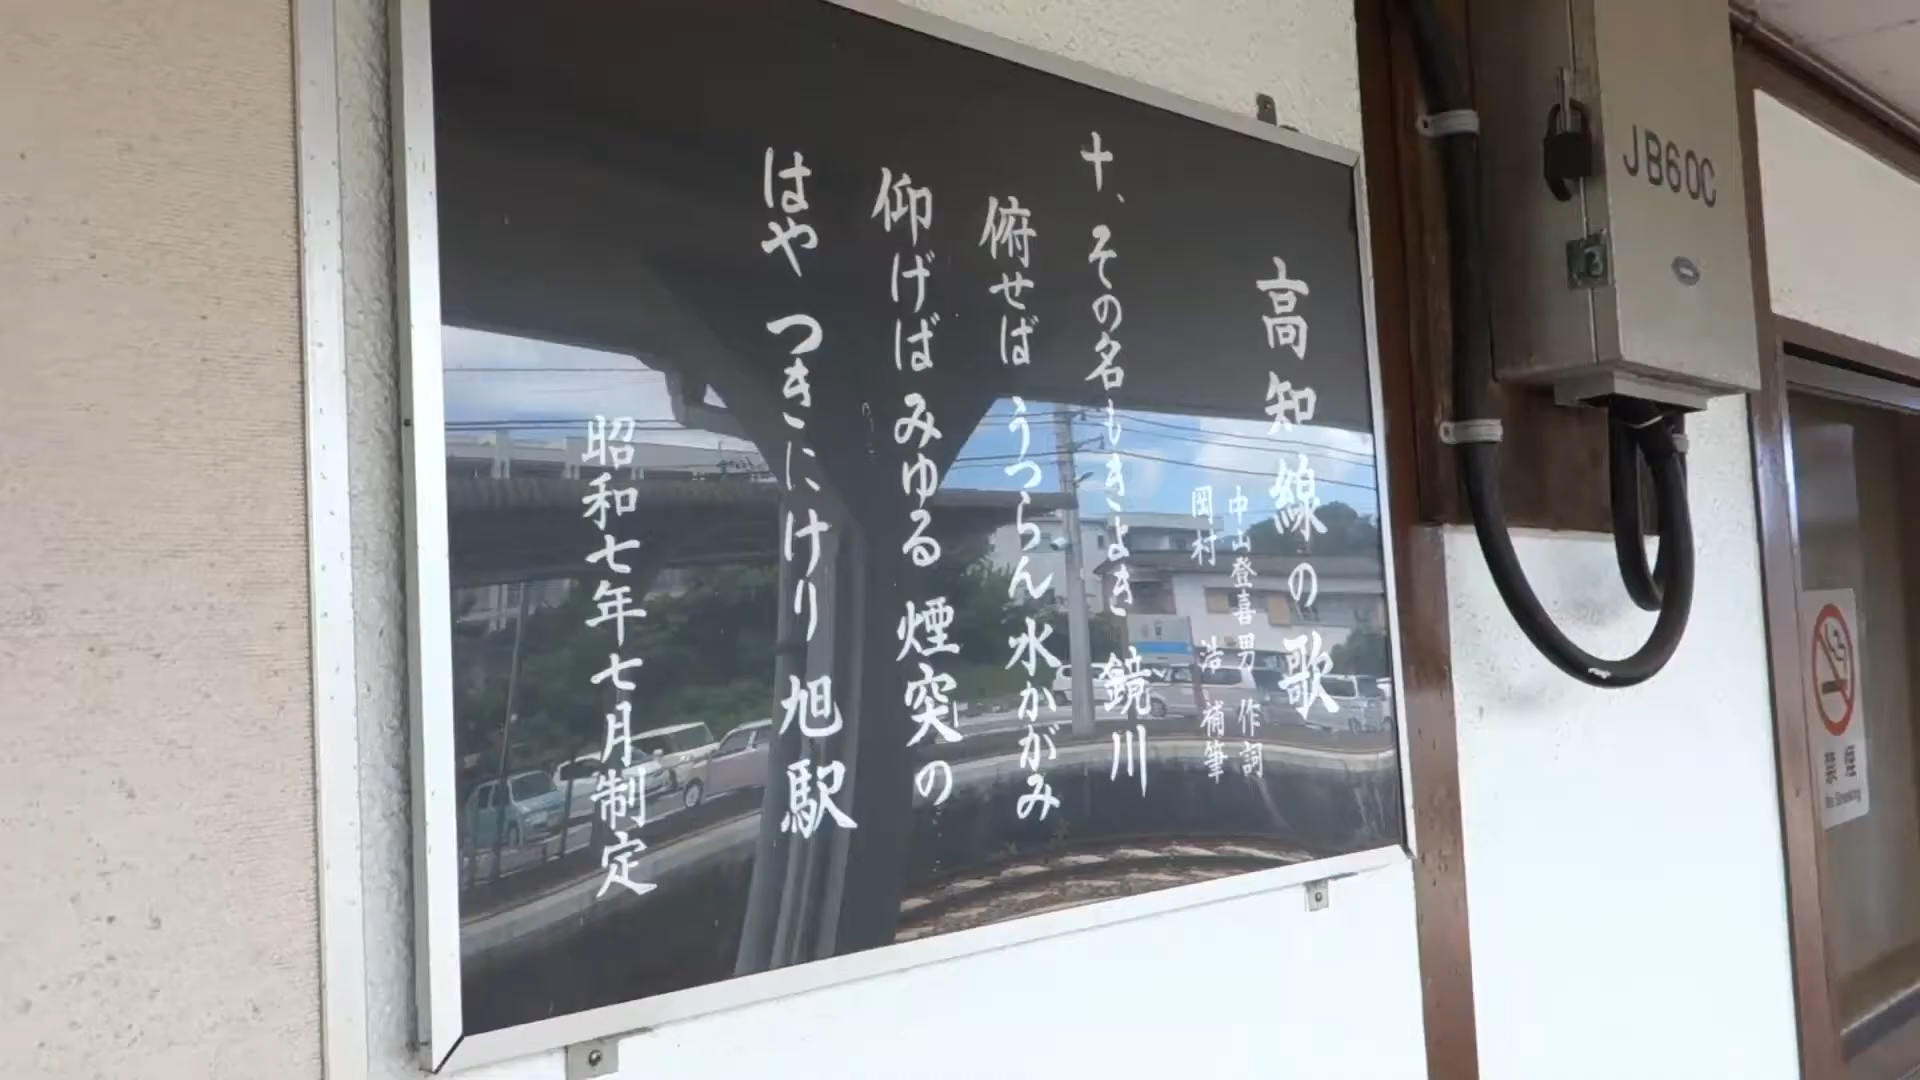 高知線の歌
中山登喜男 作詞
岡村 浩 補筆
十、その名もきよき 鏡川
俯せば うつらん水かがみ
仰げば みゆる 煙突の
はや つきにけり 旭駅
昭和七年七月制定
JB60C
3
禁煙
No Smoking